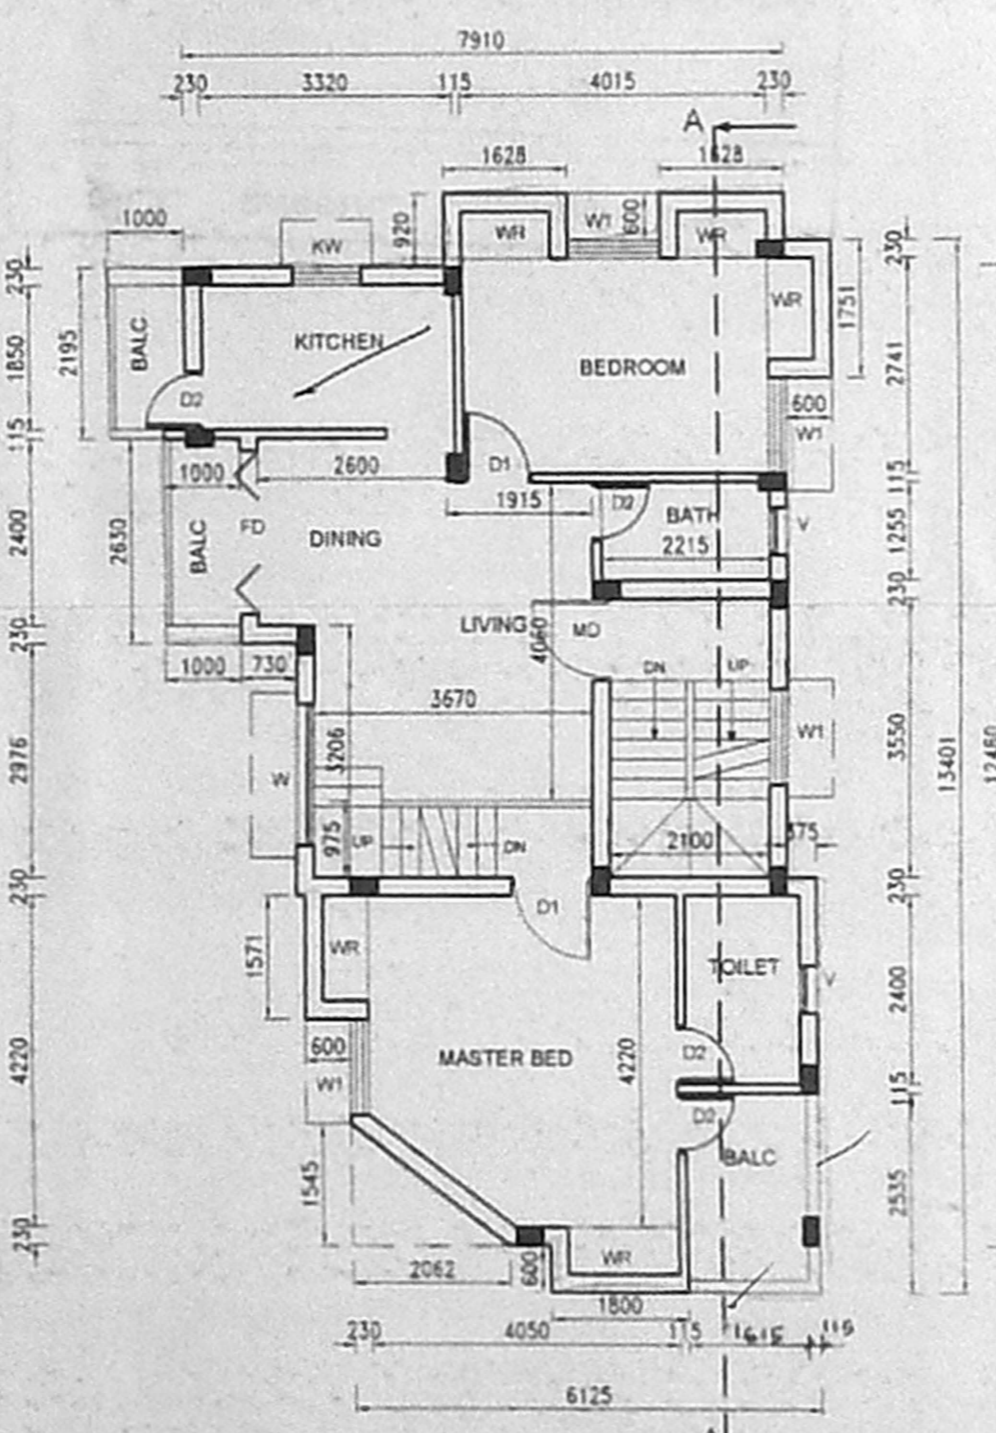 7910
230 3320 115 4015 230
A
1628 1628
1000 920 WR W1 600 WR 230
KW
230 BALC KITCHEN BEDROOM WR 1751
1850 2195 2741
D2 600
W1
115 1000 2600 D1 115
1915 D2 BATH V
2400 2630 BALC FD DINING 2215 1255
230 LIVING 4060 MD 230
1000 730 DN UP
3670
2976 W 3206 W1 3550 13401 12460
975 UP DN 2100 375
230 D1 230
1571 WR TOILET V 2400
600 MASTER BED 4220 D2
4220 W1 D2 115
BALC
1545 2535
230 WR
2062 600
1800
230 4050 115 1615 115
6125